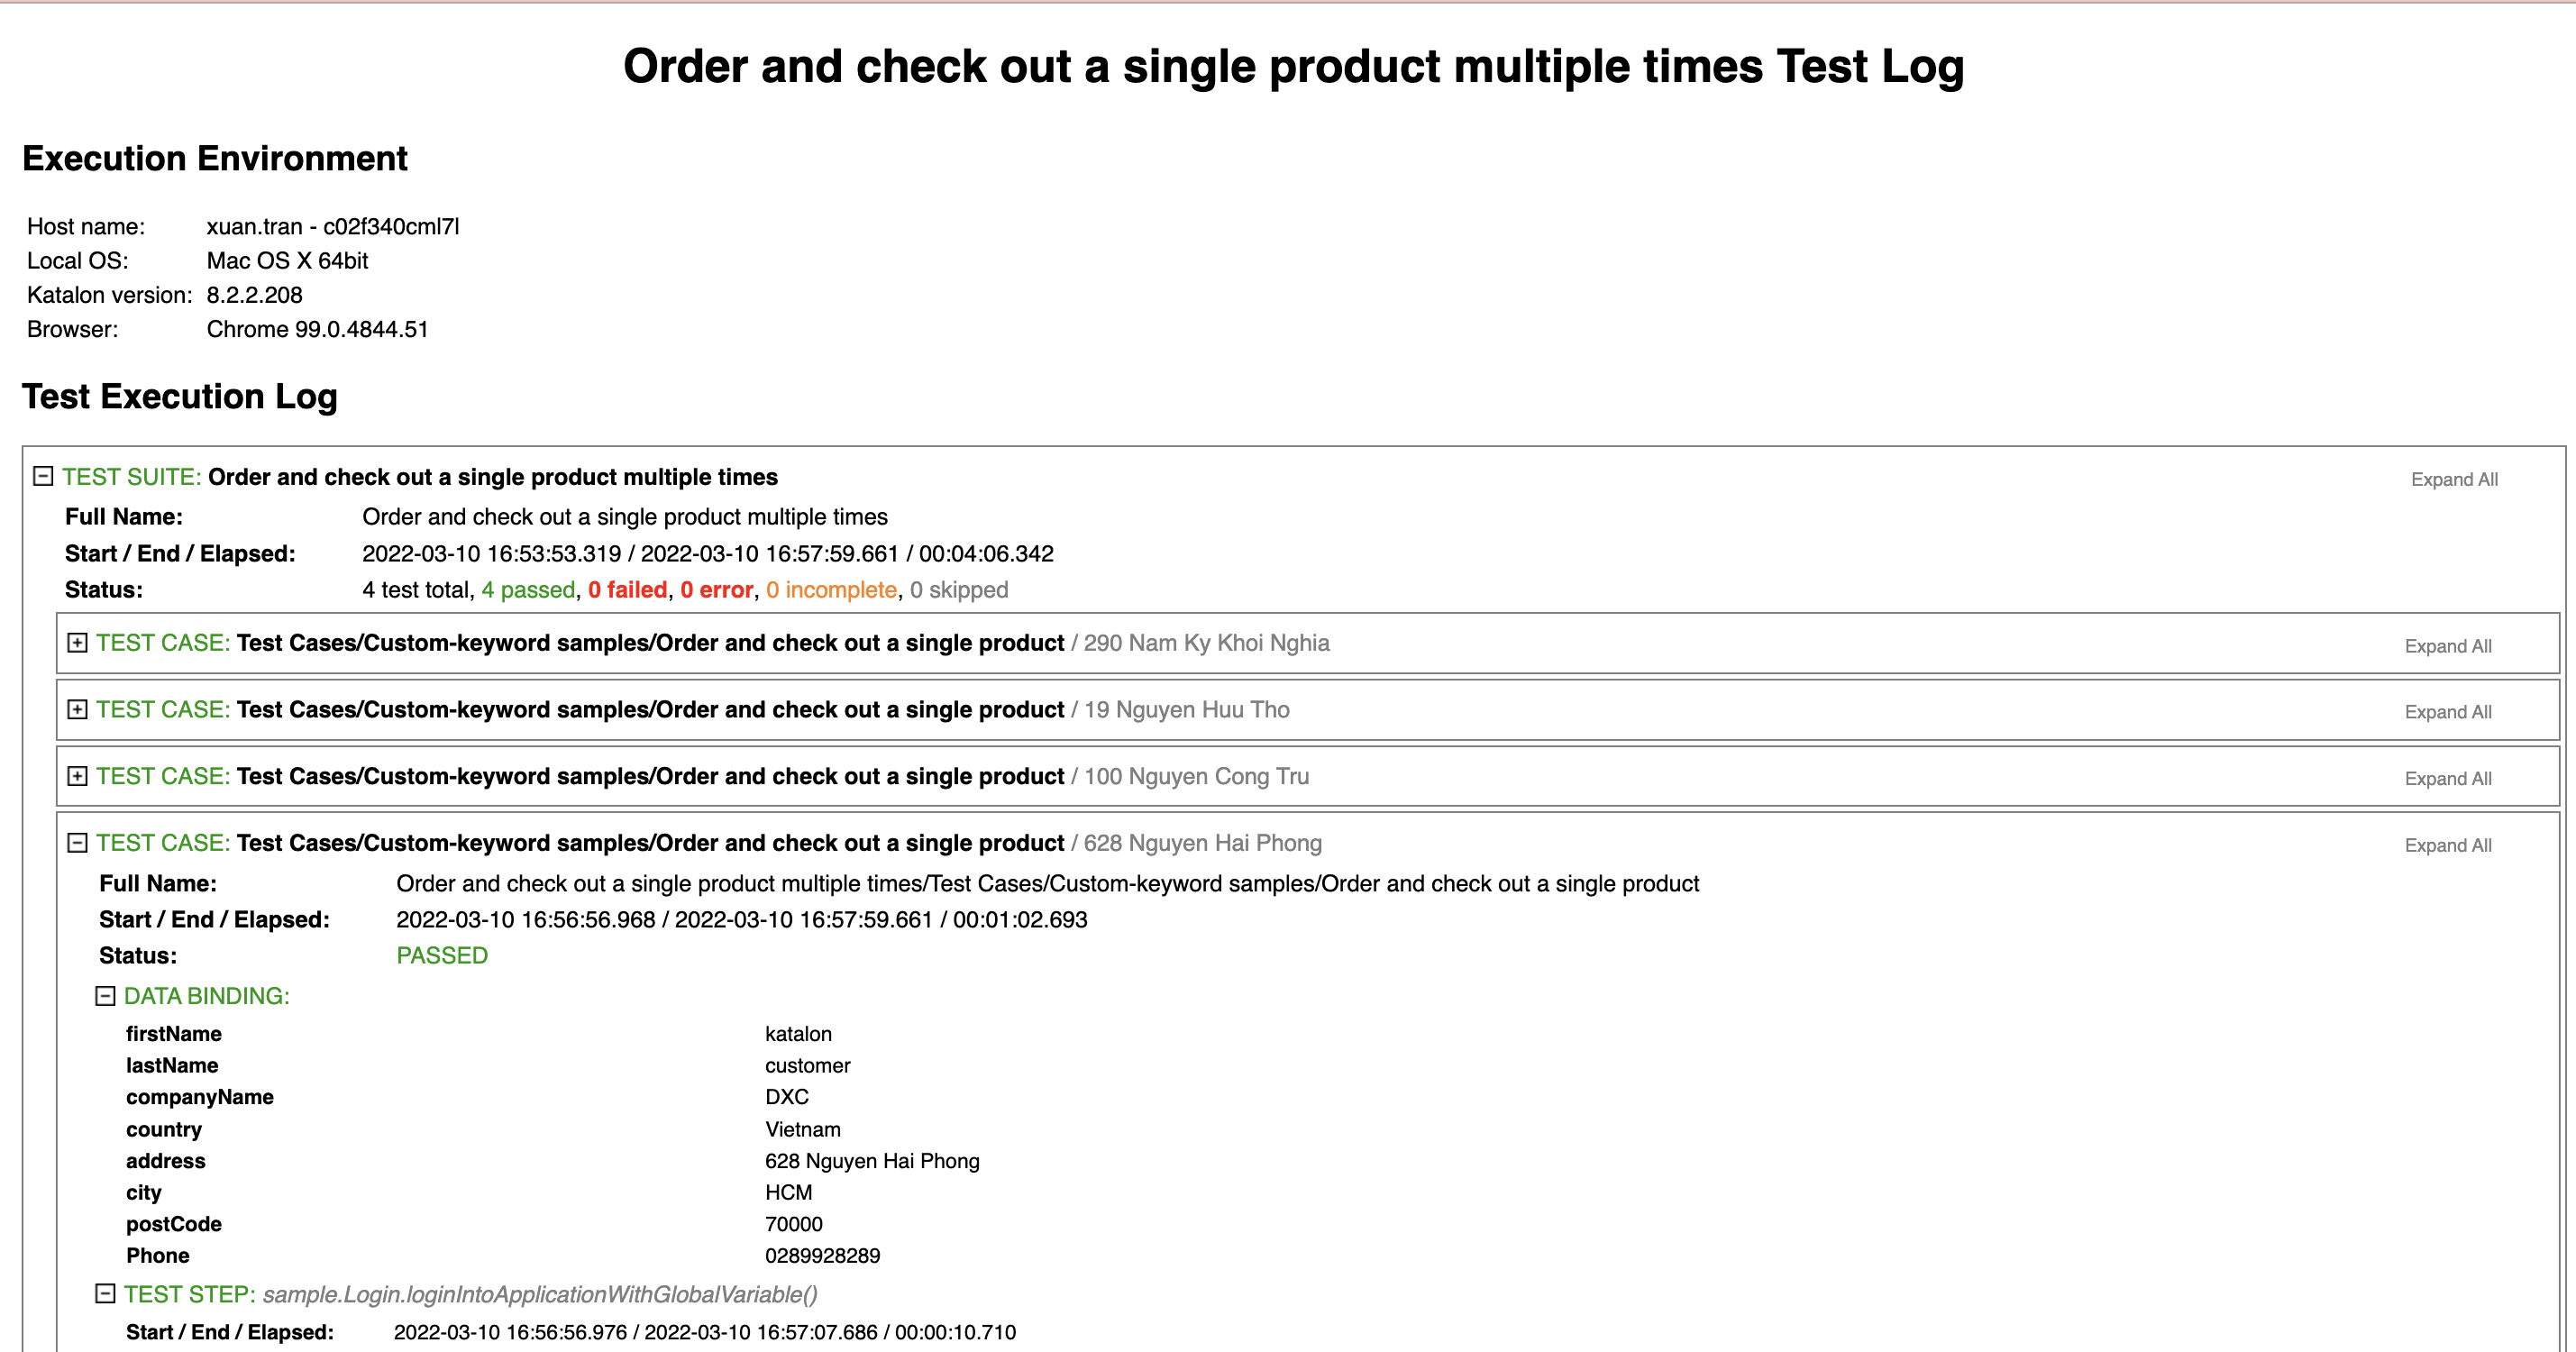 Order and check out a single product multiple times Test Log
Execution Environment
Host name: xuan.tran - c02f340cml7l
Local OS: Mac OS X 64bit
Katalon version: 8.2.2.208
Browser: Chrome 99.0.4844.51
Test Execution Log
TEST SUITE: Order and check out a single product multiple times Expand All
Full Name: Order and check out a single product multiple times
Start / End / Elapsed: 2022-03-10 16:53:53.319 / 2022-03-10 16:57:59.661 / 00:04:06.342
Status: 4 test total, 4 passed, 0 failed, 0 error, 0 incomplete, 0 skipped
TEST CASE: Test Cases/Custom-keyword samples/Order and check out a single product / 290 Nam Ky Khoi Nghia Expand All
TEST CASE: Test Cases/Custom-keyword samples/Order and check out a single product / 19 Nguyen Huu Tho Expand All
TEST CASE: Test Cases/Custom-keyword samples/Order and check out a single product / 100 Nguyen Cong Tru Expand All
TEST CASE: Test Cases/Custom-keyword samples/Order and check out a single product / 628 Nguyen Hai Phong Expand All
Full Name: Order and check out a single product multiple times/Test Cases/Custom-keyword samples/Order and check out a single product
Start / End / Elapsed: 2022-03-10 16:56:56.968 / 2022-03-10 16:57:59.661 / 00:01:02.693
Status: PASSED
DATA BINDING:
firstName katalon
lastName customer
companyName DXC
country Vietnam
address 628 Nguyen Hai Phong
city HCM
postCode 70000
Phone 0289928289
TEST STEP: sample.Login.loginIntoApplicationWithGlobalVariable()
Start / End / Elapsed: 2022-03-10 16:56:56.976 / 2022-03-10 16:57:07.686 / 00:00:10.710